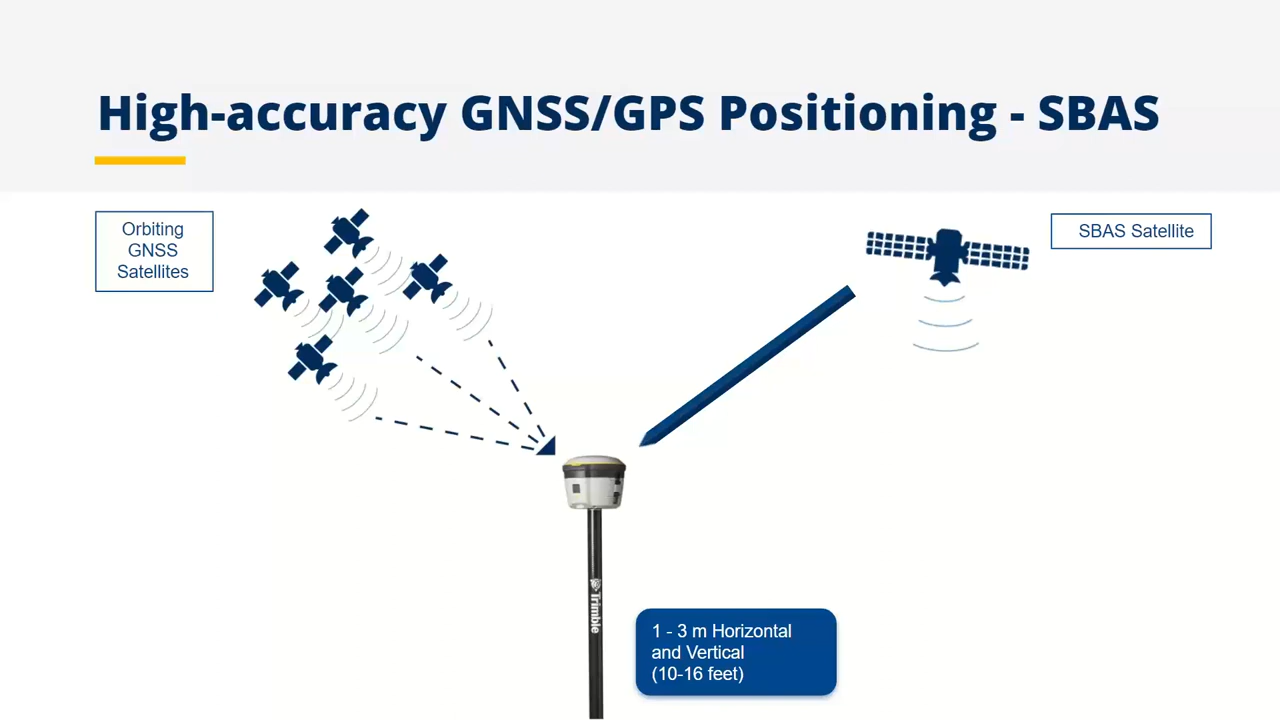 High-accuracy GNSS/GPS Positioning - SBAS
Orbiting
GNSS
Satellites
SBAS Satellite
Trimble
1 - 3 m Horizontal
and Vertical
(10-16 feet)